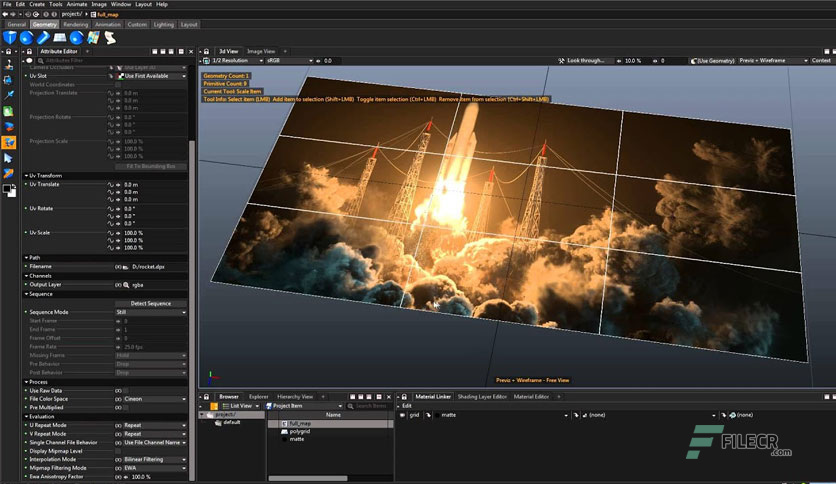 File Edit Create Tools Animate Image Window Layout Help
project/ full_map
General Geometry Rendering Animation Custom Lighting Layout
Attribute Editor
Attributes Filter
Uv Slot Use First Available
World Coordinates
Projection Translate 0.0 m
0.0 m
0.0 m
Projection Rotate 0.0 °
0.0 °
0.0 °
Projection Scale 100.0 %
100.0 %
100.0 %
Fit To Bounding Box
Uv Transform
Uv Translate 0.0 m
0.0 m
0.0 m
Uv Rotate 0.0 °
0.0 °
0.0 °
Uv Scale 100.0 %
100.0 %
100.0 %
Path
Filename (X) D:/rocket.dpx
Channels
Output Layer (X) rgba
Sequence
Detect Sequence
Sequence Mode Still
Start Frame 0
End Frame 1
Frame Offset 0
Frame Rate 25.0 fps
Missing Frame Hold
Pre Behavior Drop
Post Behavior Drop
Process
Use Raw Data (X)
File Color Space (X) Cineon
Pre Multiplied (X)
Evaluation
U Repeat Mode (X) Repeat
V Repeat Mode (X) Repeat
Single Channel File Behavior (X) Use File Channel Name
Display Mipmap Level (X)
Interpolation Mode (X) Bilinear Filtering
Mipmap Filtering Mode (X) EWA
Ewa Anisotropy Factor (X) 100.0 %
3d View Image View
1/2 Resolution sRGB 0.0 Look through... 10.0 % 0 (Use Geometry) Previz + Wireframe Context
Geometry Count: 1
Primitive Count: 9
Current Tool: Scale Item
Tool Info: Select item (LMB) Add item to selection (Shift+LMB) Toggle item selection (Ctrl+LMB) Remove item from selection (Ctrl+Shift+LMB)
Previz + Wireframe - Free View
Browser Explorer Hierarchy View
List View Project Item Search Items
project/
default
Name
full_map
polygrid
matte
Material Linker Shading Layer Editor Material Editor
Edit
grid matte (none) (none)
FILECR
.com